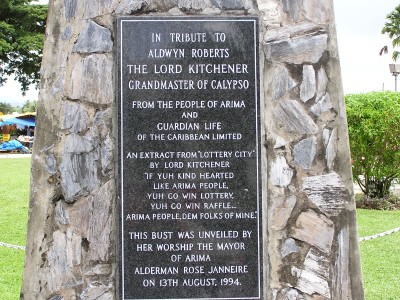 IN TRIBUTE TO
ALDWYN ROBERTS
THE LORD KITCHENER
GRANDMASTER OF CALYPSO
FROM THE PEOPLE OF ARIMA
AND
GUARDIAN LIFE
OF THE CARIBBEAN LIMITED
AN EXTRACT FROM "LOTTERY CITY"
BY LORD KITCHENER
"IF YUH KIND HEARTED
LIKE ARIMA PEOPLE,
YUH GO WIN LOTTERY,
YUH GO WIN RAFFLE...
ARIMA PEOPLE, DEM FOLKS OF MINE."
THIS BUST WAS UNVEILED BY
HER WORSHIP THE MAYOR
OF ARIMA
ALDERMAN ROSE JANNEIRE
ON 13TH AUGUST, 1994.